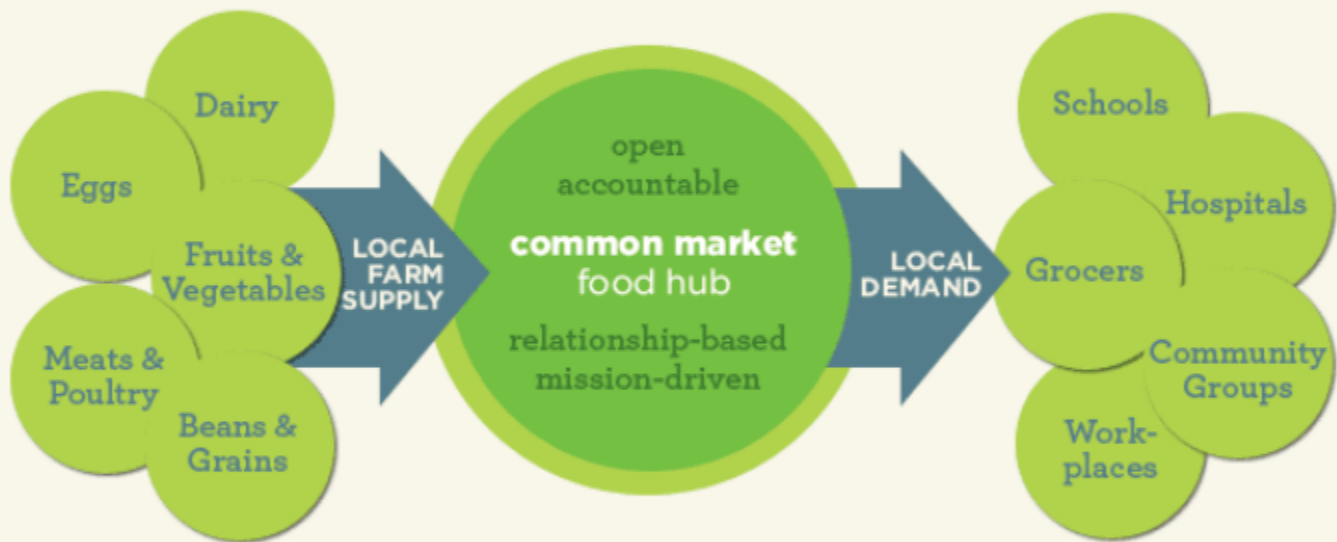 Dairy
Eggs
Fruits &
Vegetables
Meats &
Poultry
Beans &
Grains
LOCAL
FARM
SUPPLY
open
accountable
common market
food hub
relationship-based
mission-driven
LOCAL
DEMAND
Schools
Hospitals
Grocers
Community
Groups
Work-
places